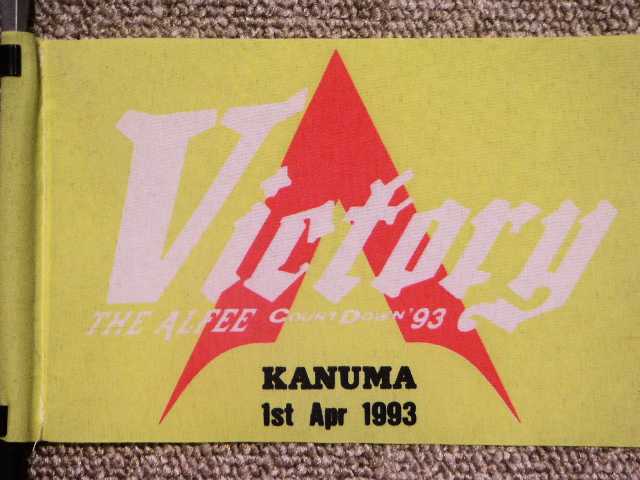 Victory
THE ALFEE COUNT DOWN '93
KANUMA
1st Apr 1993